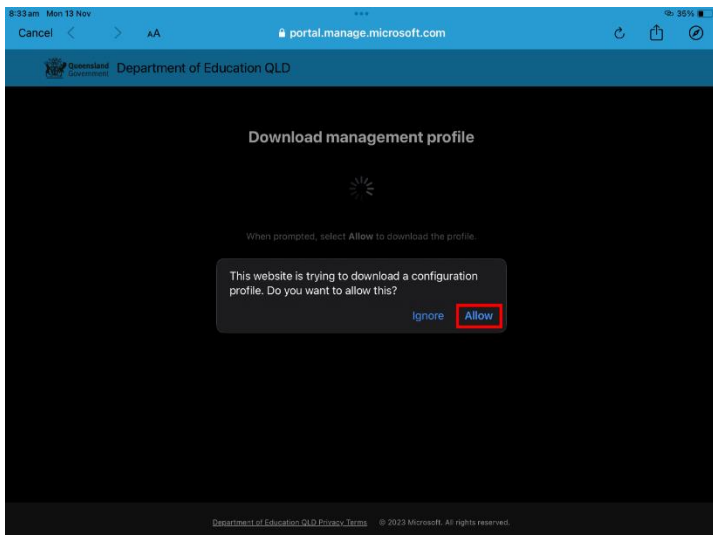 8:33 am Mon 13 Nov 36%
Cancel AA portal.manage.microsoft.com
Queensland
Government
Department of Education QLD
Download management profile
When prompted, select Allow to download the profile.
This website is trying to download a configuration
profile. Do you want to allow this?
Ignore Allow
Department of Education QLD Privacy Terms © 2023 Microsoft. All rights reserved.